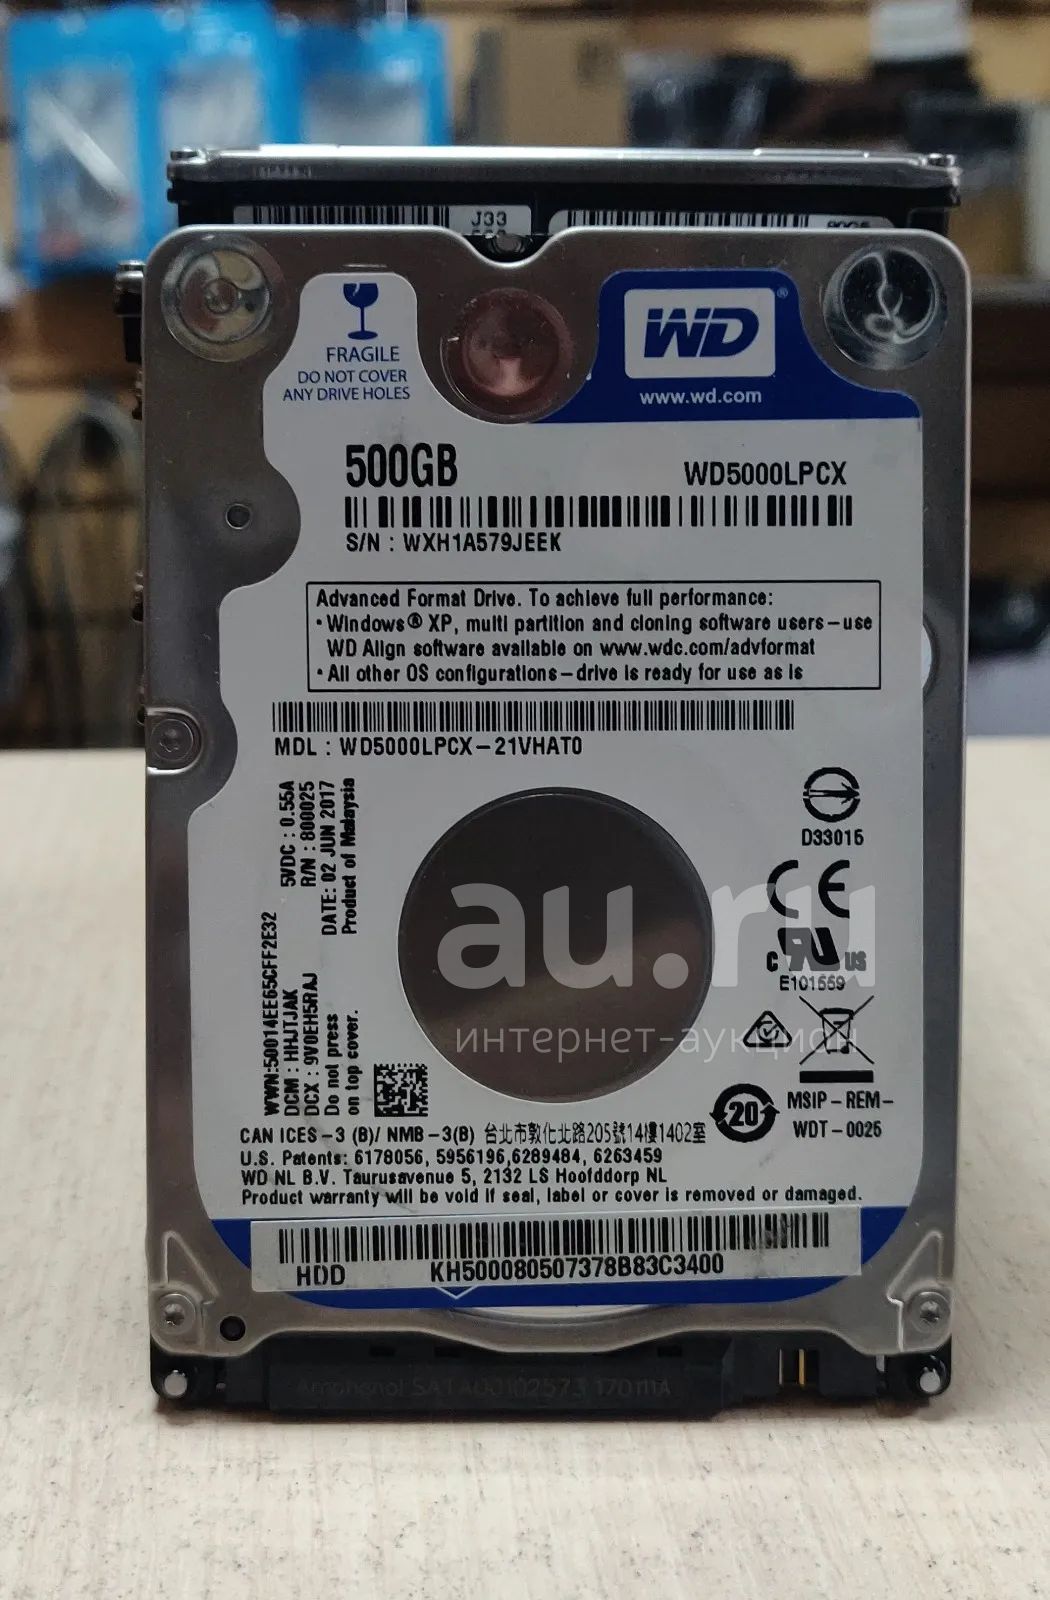 J33
FRAGILE
DO NOT COVER
ANY DRIVE HOLES
WD®
www.wd.com
500GB
WD5000LPCX
S/N : WXH1A579JEEK
Advanced Format Drive. To achieve full performance:
•Windows® XP, multi partition and cloning software users–use
WD Align software available on www.wdc.com/advformat
•All other OS configurations–drive is ready for use as is
MDL : WD5000LPCX–21VHAT0
5VDC : 0.55A
R/N : 800025
DATE: 02 JUN 2017
Product of Malaysia
WWN:50014EE65CFF2E32
DCM : HHJTJAK
DCX : 9V0EH5RAJ
Do not press
on top cover.
D33015
CE
c RU US
E101559
au.ru
интернет-аукцион
20
MSIP–REM–
WDT–0025
CAN ICES–3 (B)/ NMB–3(B) 台北市敦化北路205號14樓1402室
U.S. Patents: 6178056, 5956196,6289484, 6263459
WD NL B.V. Taurusavenue 5, 2132 LS Hoofddorp NL
Product warranty will be void if seal, label or cover is removed or damaged.
HDD KH500080507378B83C3400
Amphenol SATA00102573 170111A